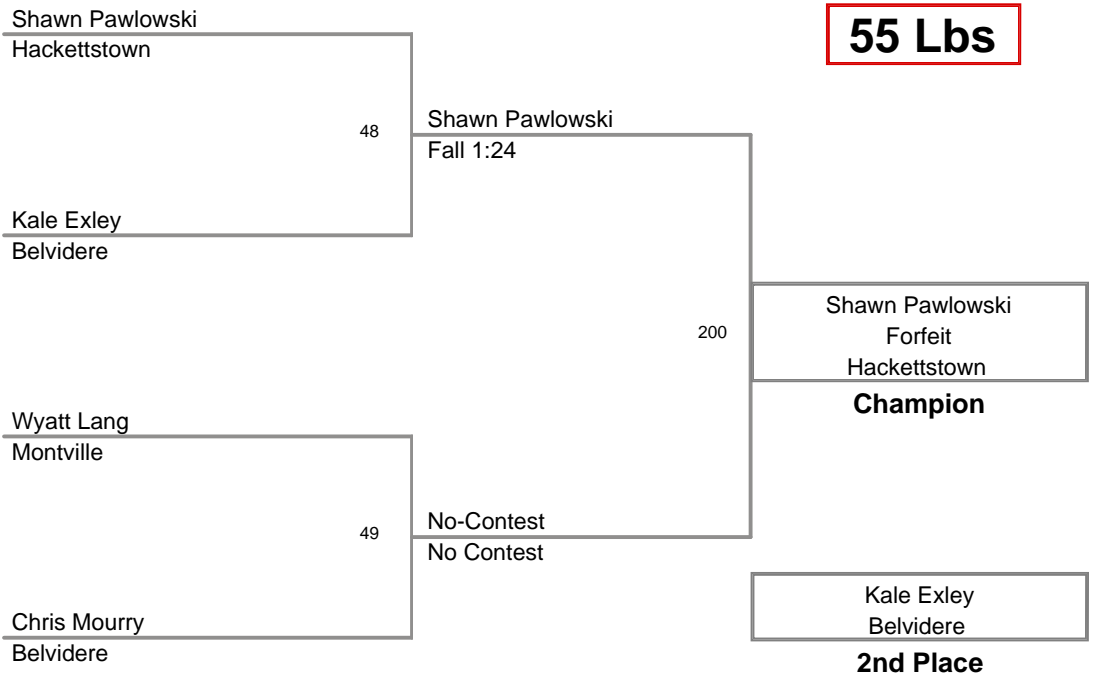 Shawn Pawlowski
Hackettstown
55 Lbs
48
Shawn Pawlowski
Fall 1:24
Kale Exley
Belvidere
200
Shawn Pawlowski
Forfeit
Hackettstown
Champion
Wyatt Lang
Montville
49
No-Contest
No Contest
Chris Mourry
Belvidere
Kale Exley
Belvidere
2nd Place